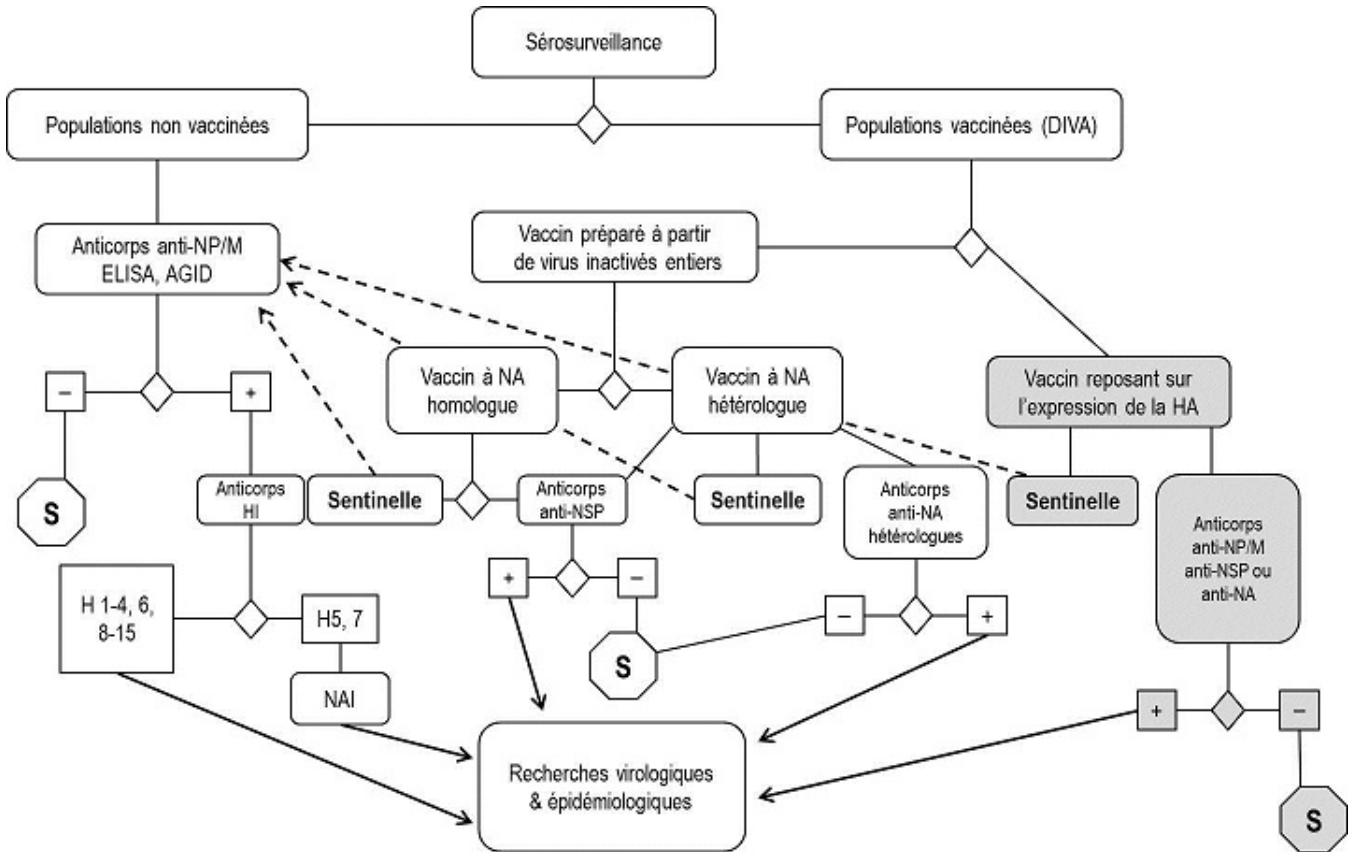 Sérosurveillance
Populations non vaccinées
Populations vaccinées (DIVA)
Anticorps anti-NP/M
ELISA, AGID
Vaccin préparé à partir
de virus inactivés entiers
Vaccin à NA
homologue
Vaccin à NA
hétérologue
Vaccin reposant sur
l'expression de la HA
–
+
S
Anticorps
HI
Sentinelle
Anticorps
anti-NSP
Sentinelle
Anticorps
anti-NA
hétérologues
Sentinelle
Anticorps
anti-NP/M
anti-NSP ou
anti-NA
H 1-4, 6,
8-15
H5, 7
NAI
+
–
S
–
+
+
–
S
Recherches virologiques
& épidémiologiques